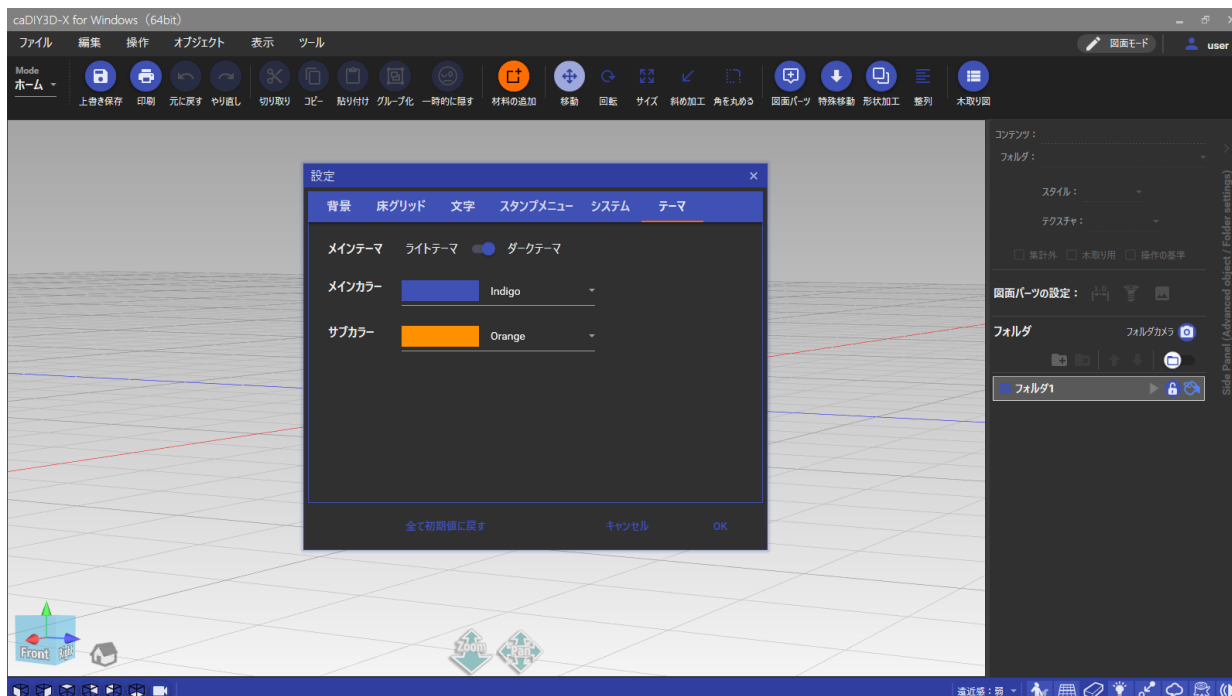 caDIY3D-X for Windows (64bit)
ファイル 編集 操作 オブジェクト 表示 ツール 図面モード user
Mode
ホーム
上書き保存 印刷 元に戻す やり直し 切り取り コピー 貼り付け グループ化 一時的に隠す 材料の追加 移動 回転 サイズ 斜め加工 角を丸める 図面パーツ 特殊移動 形状加工 整列 木取り図
設定
背景 床グリッド 文字 スタンプメニュー システム テーマ
メインテーマ ライトテーマ ダークテーマ
メインカラー Indigo
サブカラー Orange
全て初期値に戻す キャンセル OK
コンテンツ:
フォルダ:
スタイル:
テクスチャ:
集計外 木取り用 操作の基準
図面パーツの設定: 1.0
フォルダ フォルダカメラ
フォルダ1
Side Panel (Advanced object / Folder settings)
Front Right
Zoom Pan
遠近感:弱